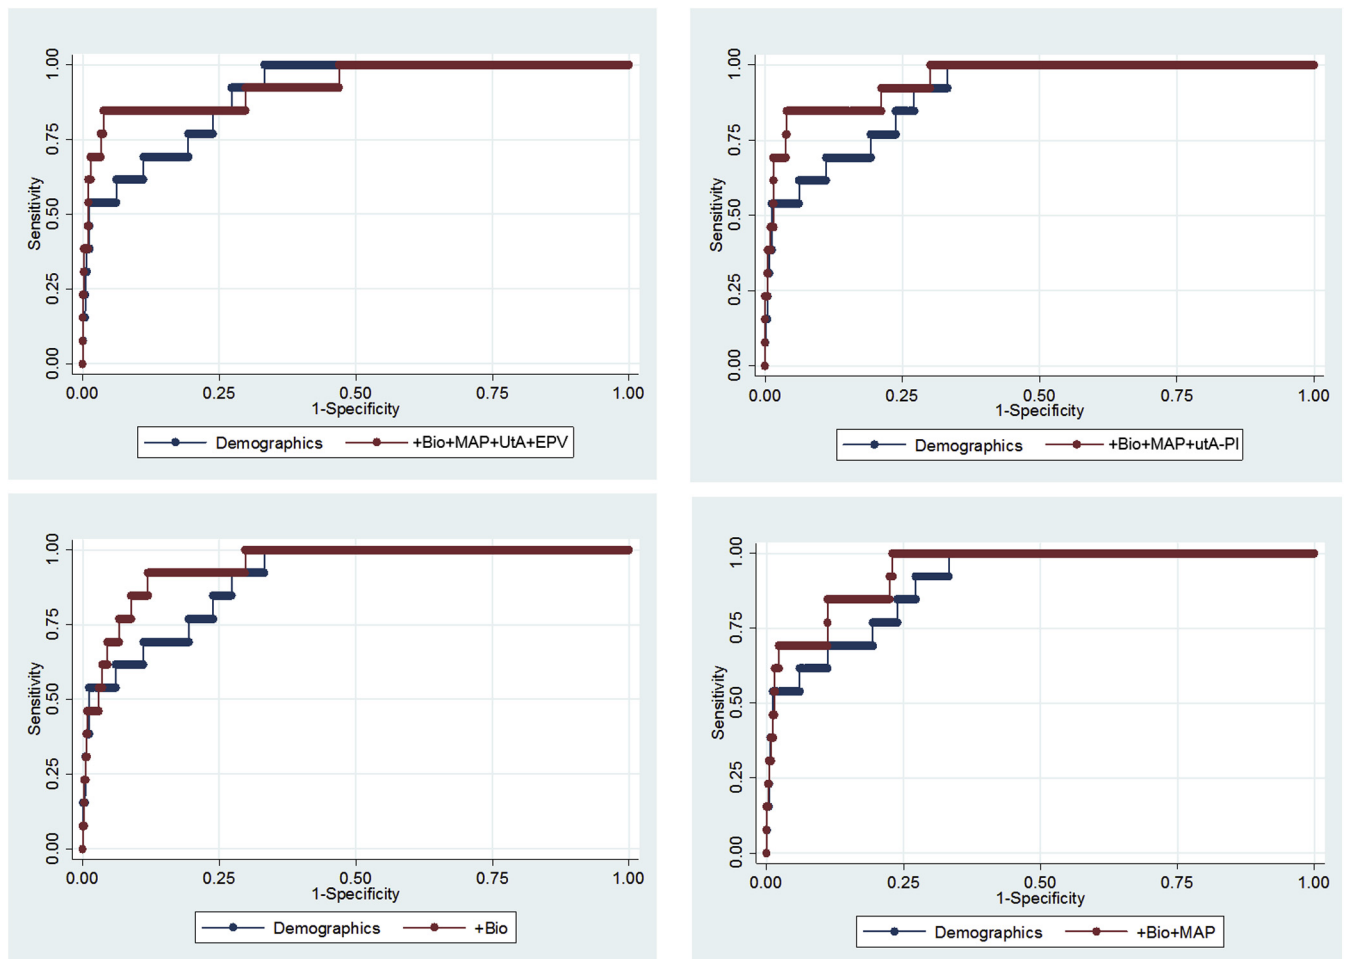 1.00
0.75
0.50
0.25
0.00
Sensitivity
0.00 0.25 0.50 0.75 1.00
1-Specificity
Demographics +Bio+MAP+UtA+EPV
1.00
0.75
0.50
0.25
0.00
Sensitivity
0.00 0.25 0.50 0.75 1.00
1-Specificity
Demographics +Bio+MAP+utA-PI
1.00
0.75
0.50
0.25
0.00
Sensitivity
0.00 0.25 0.50 0.75 1.00
1-Specificity
Demographics +Bio
1.00
0.75
0.50
0.25
0.00
Sensitivity
0.00 0.25 0.50 0.75 1.00
1-Specificity
Demographics +Bio+MAP